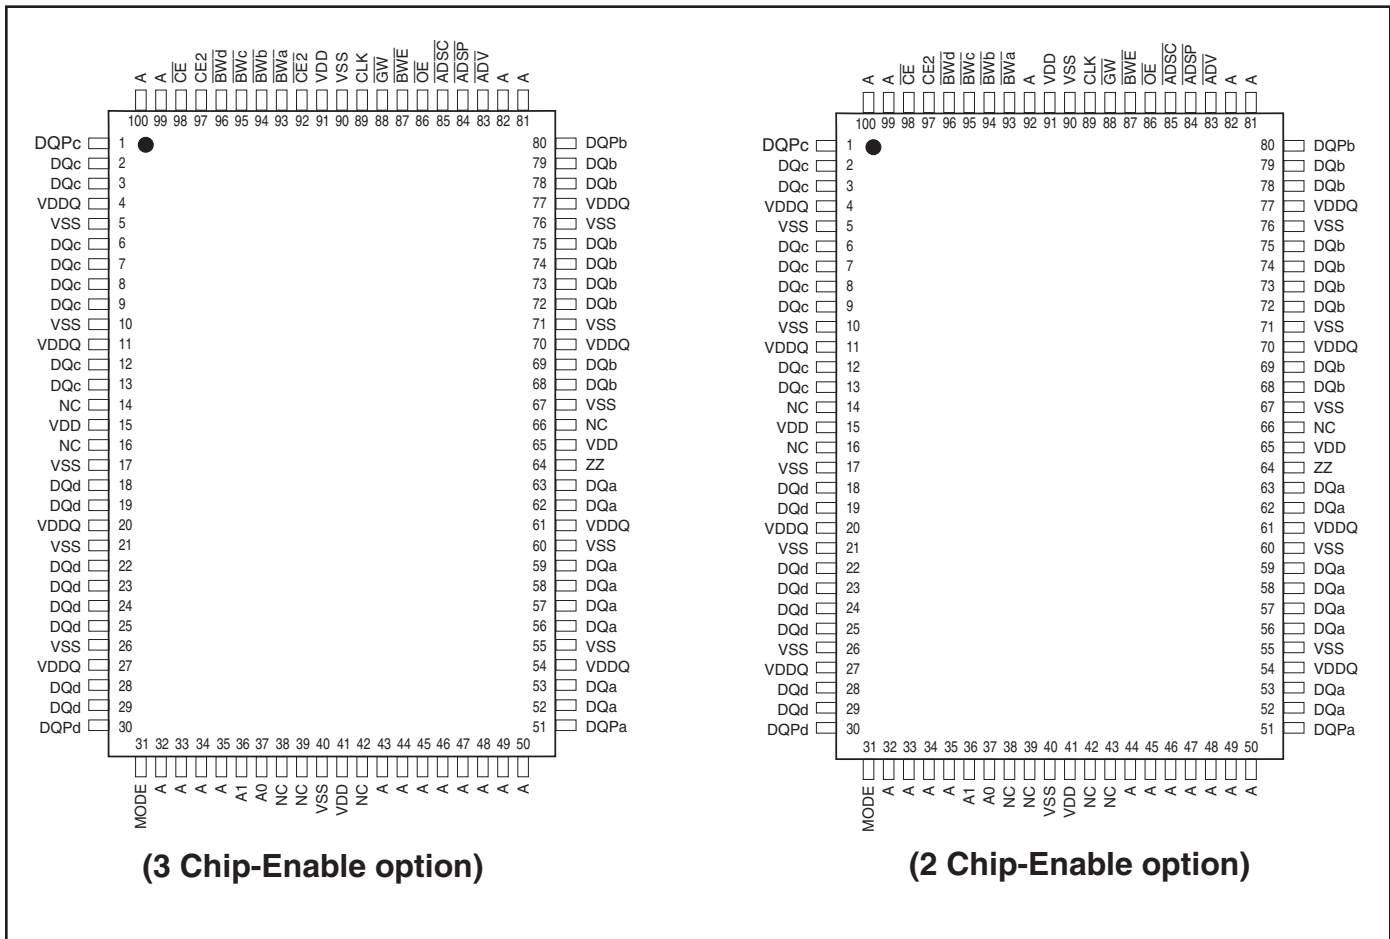 A A CE CE2 BWd BWc BWb BWa CE2 VDD VSS CLK GW BWE OE ADSC ADSP ADV A A
100 99 98 97 96 95 94 93 92 91 90 89 88 87 86 85 84 83 82 81
DQPc 1 80 DQPb
DQc 2 79 DQb
DQc 3 78 DQb
VDDQ 4 77 VDDQ
VSS 5 76 VSS
DQc 6 75 DQb
DQc 7 74 DQb
DQc 8 73 DQb
DQc 9 72 DQb
VSS 10 71 VSS
VDDQ 11 70 VDDQ
DQc 12 69 DQb
DQc 13 68 DQb
NC 14 67 VSS
VDD 15 66 NC
NC 16 65 VDD
VSS 17 64 ZZ
DQd 18 63 DQa
DQd 19 62 DQa
VDDQ 20 61 VDDQ
VSS 21 60 VSS
DQd 22 59 DQa
DQd 23 58 DQa
DQd 24 57 DQa
DQd 25 56 DQa
VSS 26 55 VSS
VDDQ 27 54 VDDQ
DQd 28 53 DQa
DQd 29 52 DQa
DQPd 30 51 DQPa
31 32 33 34 35 36 37 38 39 40 41 42 43 44 45 46 47 48 49 50
MODE A A A A A1 A0 NC NC VSS VDD NC A A A A A A A A
(3 Chip-Enable option)
A A CE CE2 BWd BWc BWb BWa A VDD VSS CLK GW BWE OE ADSC ADSP ADV A A
100 99 98 97 96 95 94 93 92 91 90 89 88 87 86 85 84 83 82 81
DQPc 1 80 DQPb
DQc 2 79 DQb
DQc 3 78 DQb
VDDQ 4 77 VDDQ
VSS 5 76 VSS
DQc 6 75 DQb
DQc 7 74 DQb
DQc 8 73 DQb
DQc 9 72 DQb
VSS 10 71 VSS
VDDQ 11 70 VDDQ
DQc 12 69 DQb
DQc 13 68 DQb
NC 14 67 VSS
VDD 15 66 NC
NC 16 65 VDD
VSS 17 64 ZZ
DQd 18 63 DQa
DQd 19 62 DQa
VDDQ 20 61 VDDQ
VSS 21 60 VSS
DQd 22 59 DQa
DQd 23 58 DQa
DQd 24 57 DQa
DQd 25 56 DQa
VSS 26 55 VSS
VDDQ 27 54 VDDQ
DQd 28 53 DQa
DQd 29 52 DQa
DQPd 30 51 DQPa
31 32 33 34 35 36 37 38 39 40 41 42 43 44 45 46 47 48 49 50
MODE A A A A A1 A0 NC NC VSS VDD NC NC A A A A A A A
(2 Chip-Enable option)